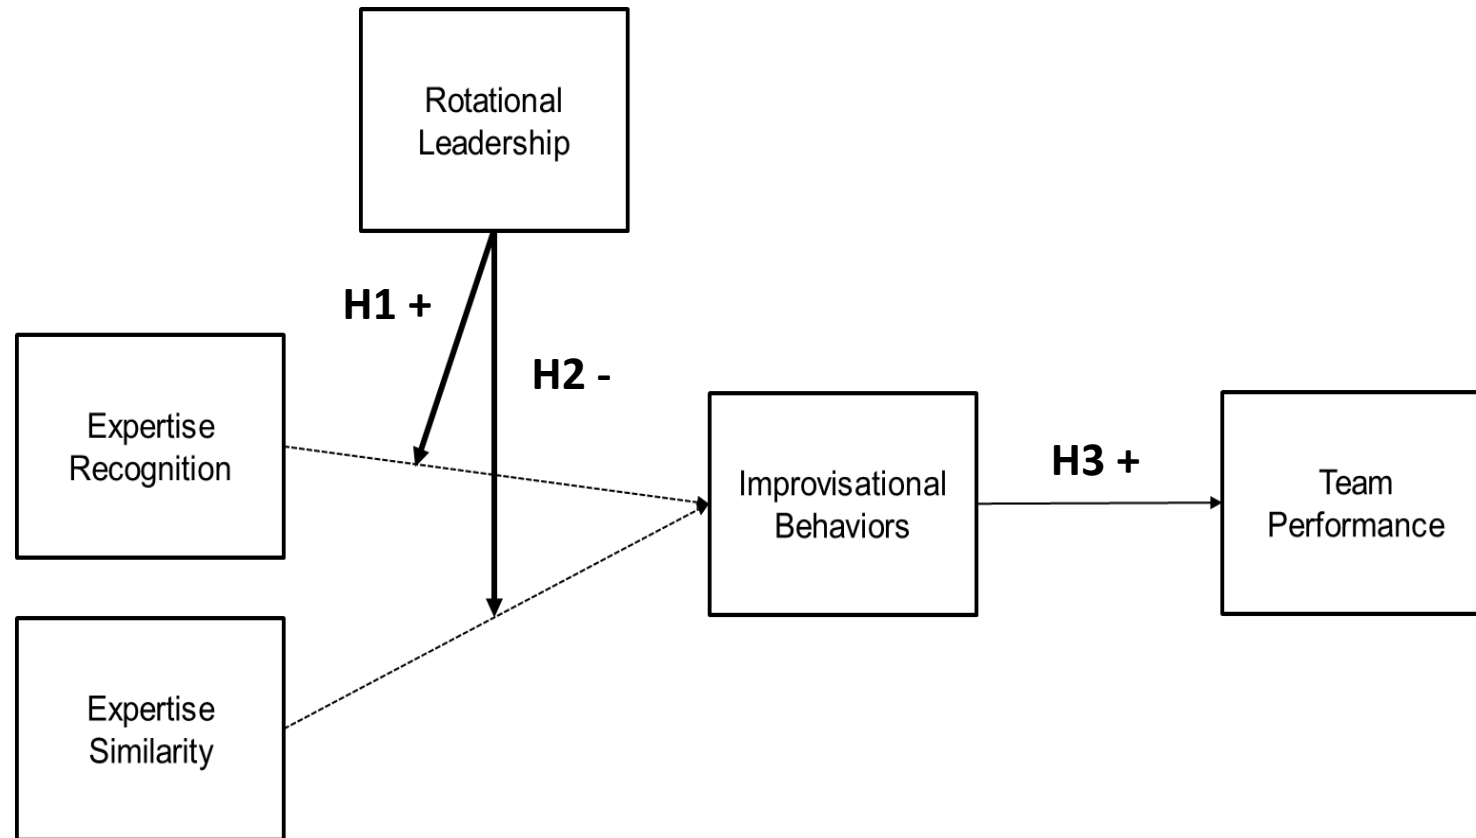 Rotational
Leadership
H1 +
H2 -
Expertise
Recognition
Improvisational
Behaviors
H3 +
Team
Performance
Expertise
Similarity